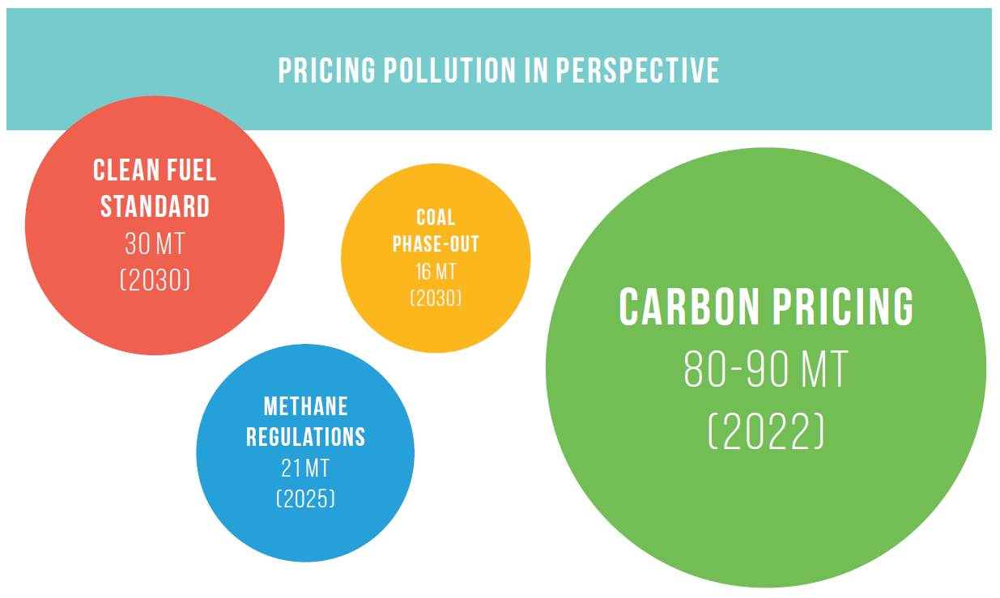 PRICING POLLUTION IN PERSPECTIVE
CLEAN FUEL
STANDARD
30 MT
(2030)
COAL
PHASE-OUT
16 MT
(2030)
METHANE
REGULATIONS
21 MT
(2025)
CARBON PRICING
80-90 MT
(2022)